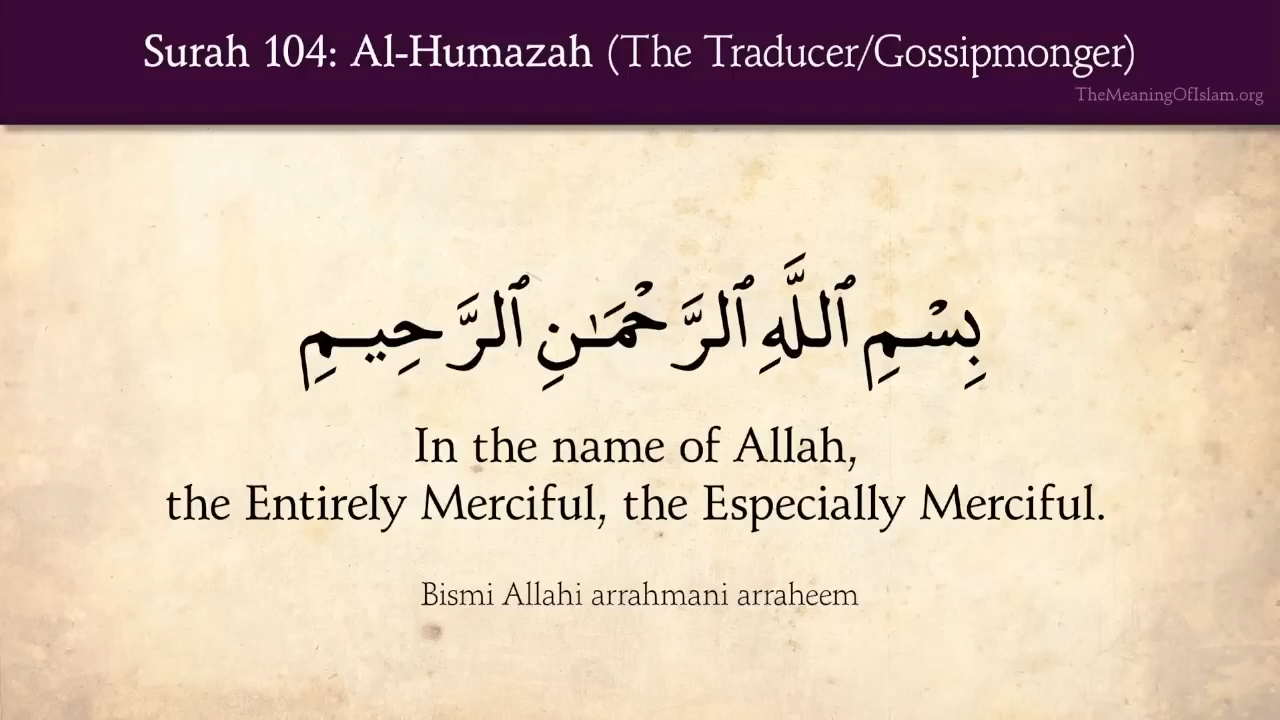 Surah 104: Al-Humazah (The Traducer/Gossipmonger)
TheMeaningOfIslam.org
بِسْمِ ٱللَّهِ ٱلرَّحْمَـٰنِ ٱلرَّحِيمِ
In the name of Allah,
the Entirely Merciful, the Especially Merciful.
Bismi Allahi arrahmani arraheem